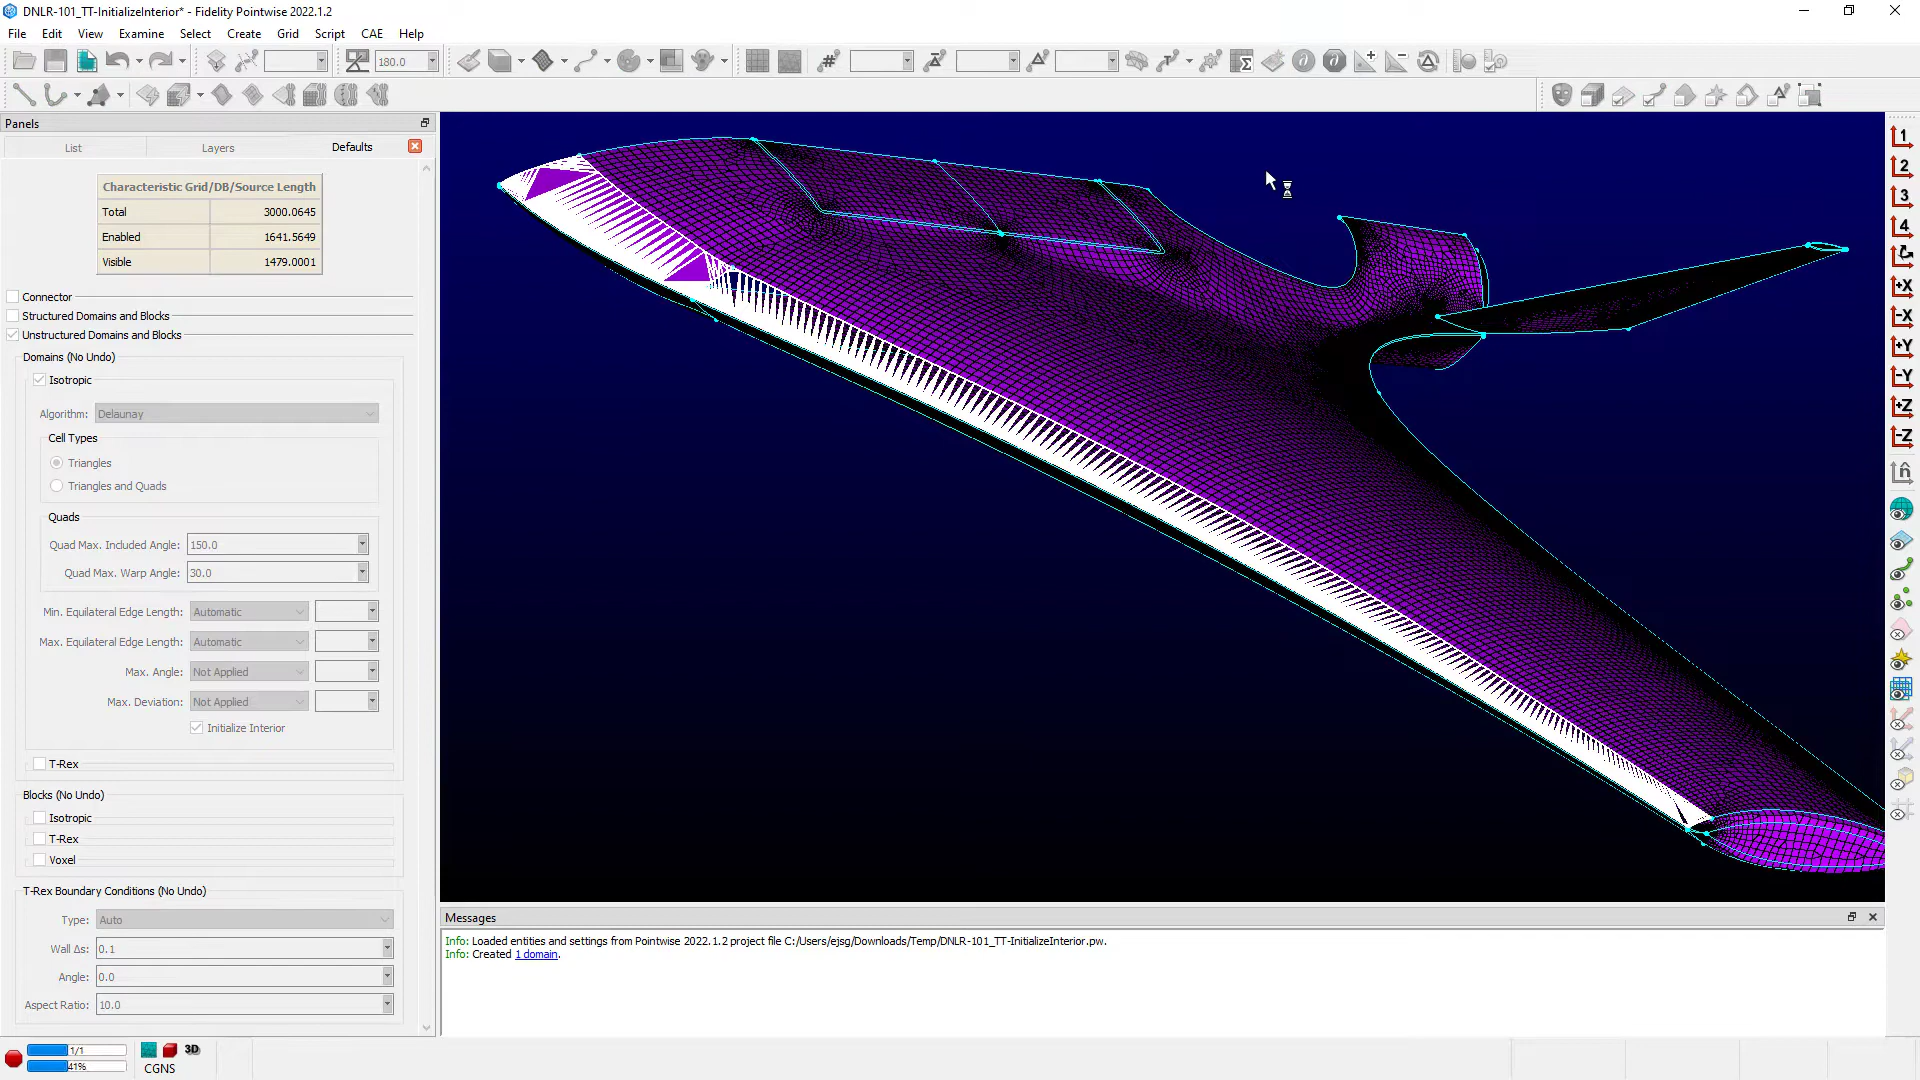 DNLR-101_TT-InitializeInterior* - Fidelity Pointwise 2022.1.2
File Edit View Examine Select Create Grid Script CAE Help
180.0
Panels
List Layers Defaults
Characteristic Grid/DB/Source Length
Total 3000.0645
Enabled 1641.5649
Visible 1479.0001
Connector
Structured Domains and Blocks
Unstructured Domains and Blocks
Domains (No Undo)
Isotropic
Algorithm: Delaunay
Cell Types
Triangles
Triangles and Quads
Quads
Quad Max. Included Angle: 150.0
Quad Max. Warp Angle: 30.0
Min. Equilateral Edge Length: Automatic
Max. Equilateral Edge Length: Automatic
Max. Angle: Not Applied
Max. Deviation: Not Applied
Initialize Interior
T-Rex
Blocks (No Undo)
Isotropic
T-Rex
Voxel
T-Rex Boundary Conditions (No Undo)
Type: Auto
Wall Δs: 0.1
Angle: 0.0
Aspect Ratio: 10.0
1
2
3
4
+X
-X
+Y
-Y
+Z
-Z
n̂
Messages
Info: Loaded entities and settings from Pointwise 2022.1.2 project file C:/Users/ejsg/Downloads/Temp/DNLR-101_TT-InitializeInterior.pw.
Info: Created 1 domain.
1/1
41%
3D
CGNS